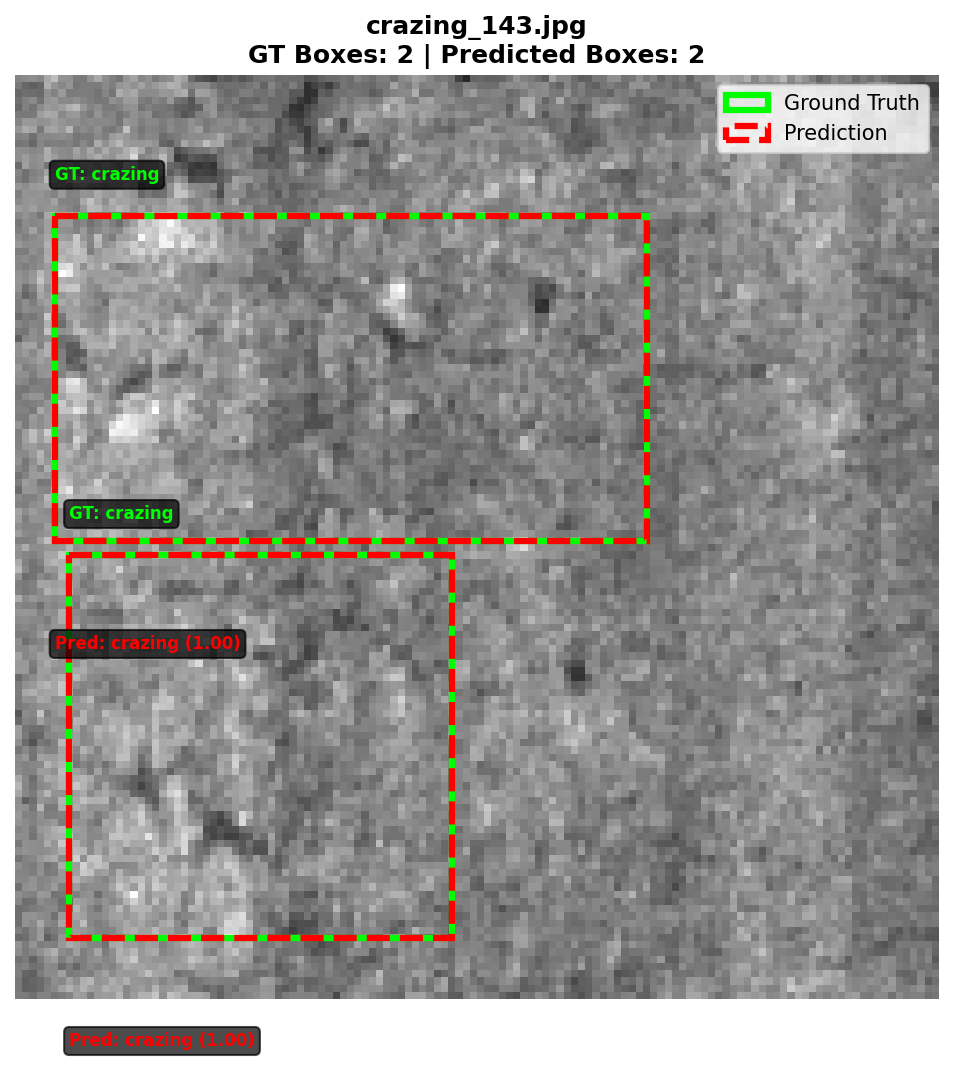 crazing_143.jpg
GT Boxes: 2 | Predicted Boxes: 2
Ground Truth
Prediction
GT: crazing
GT: crazing
Pred: crazing (1.00)
Pred: crazing (1.00)